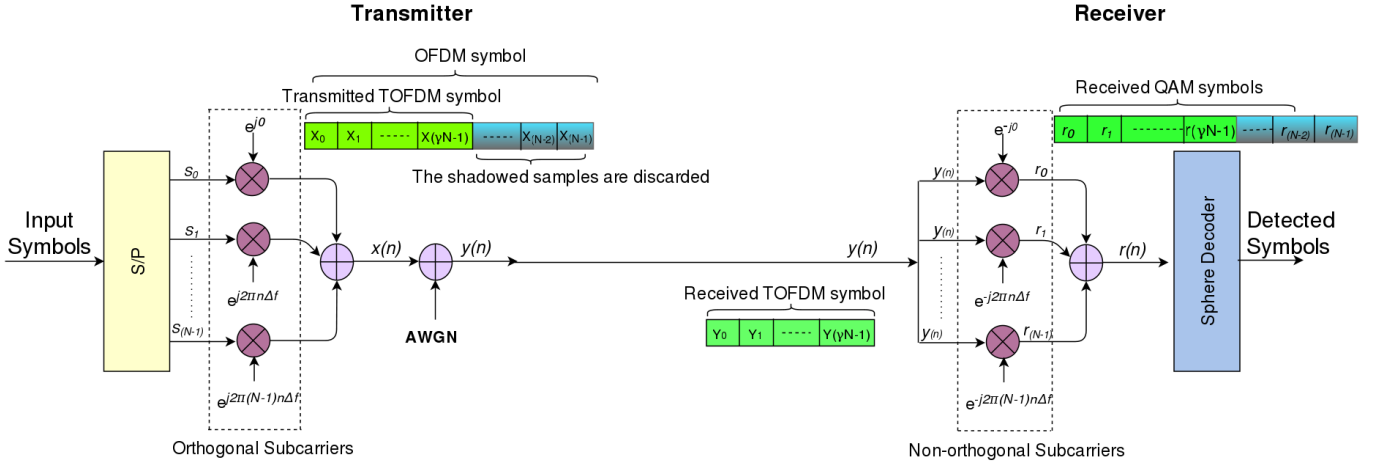 Transmitter
Receiver
OFDM symbol
Transmitted TOFDM symbol
X0 X1 ----- X(γN-1) ----- X(N-2) X(N-1)
The shadowed samples are discarded
Received QAM symbols
r0 r1 -------- r(γN-1) ----- r(N-2) r(N-1)
Input
Symbols
S/P
S0
S1
S(N-1)
e^j0
e^j2πnΔf
e^j2π(N-1)nΔf
Orthogonal Subcarriers
x(n)
y(n)
AWGN
y(n)
Received TOFDM symbol
Y0 Y1 ----- Y(γN-1)
y(n)
y(n)
y(n)
e^-j0
e^-j2πnΔf
e^-j2π(N-1)nΔf
Non-orthogonal Subcarriers
r0
r1
r(N-1)
r(n)
Sphere Decoder
Detected
Symbols